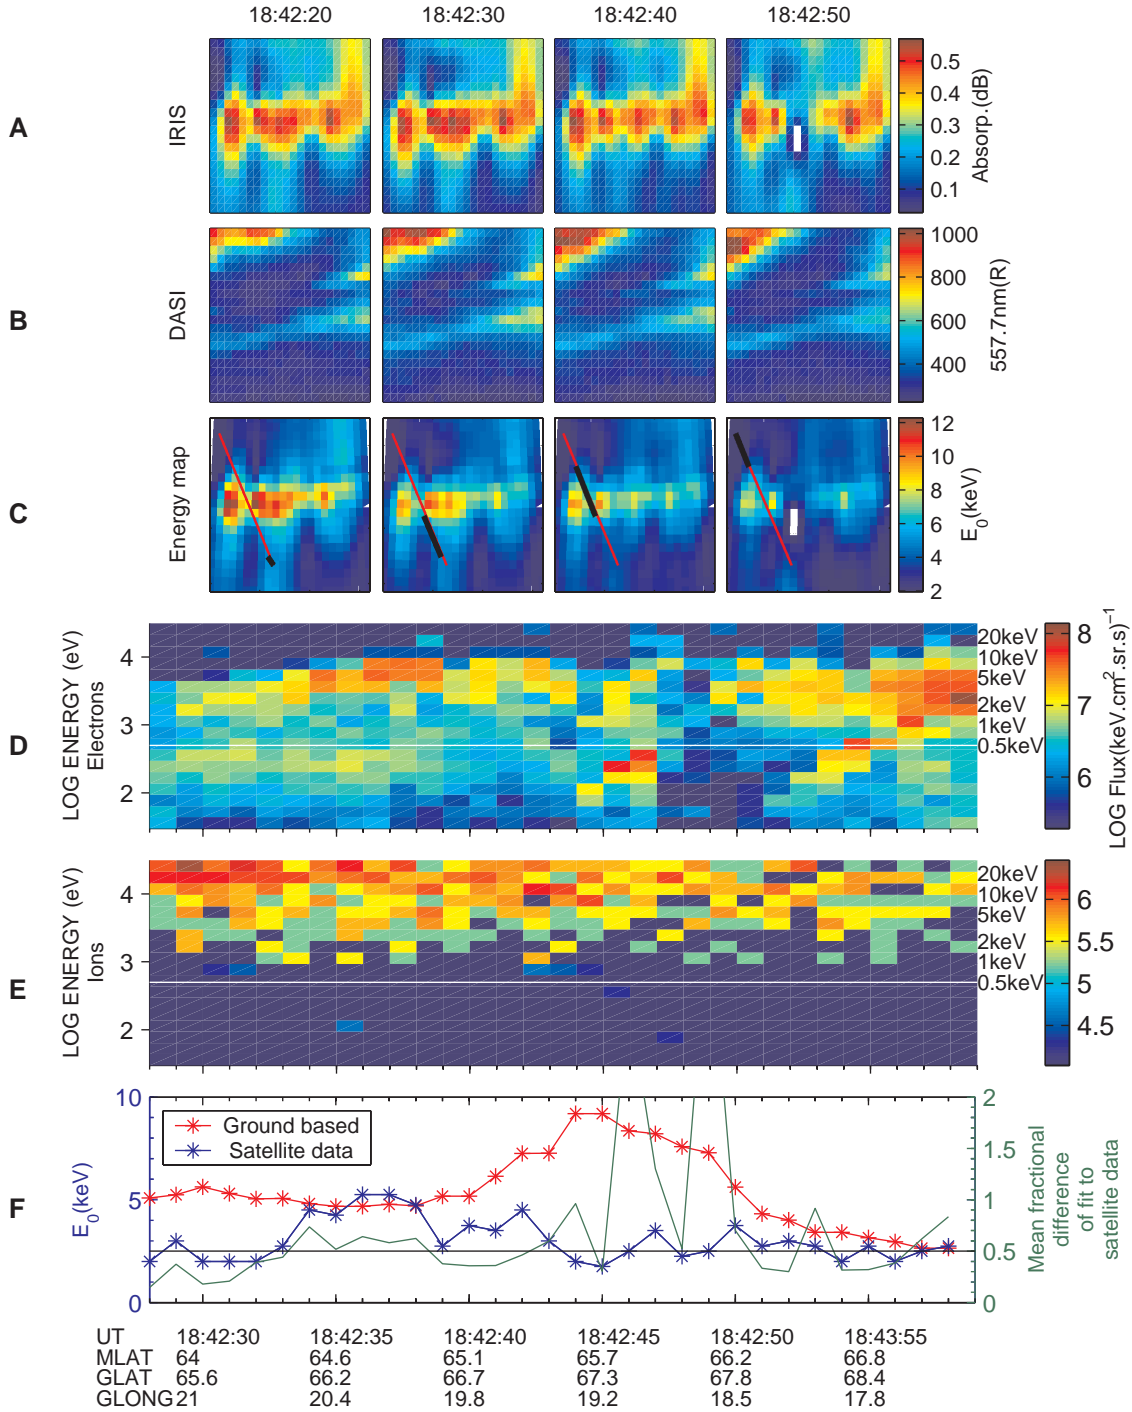 18:42:20 18:42:30 18:42:40 18:42:50
A
IRIS
0.5
0.4
0.3
0.2
0.1
Absorp.(dB)
B
DASI
1000
800
600
400
557.7nm(R)
C
Energy map
12
10
8
6
4
2
E0(keV)
D
LOG ENERGY (eV)
Electrons
4
3
2
20keV
10keV
5keV
2keV
1keV
0.5keV
8
7
6
LOG Flux(keV.cm2.sr.s)−1
E
LOG ENERGY (eV)
Ions
4
3
2
20keV
10keV
5keV
2keV
1keV
0.5keV
6
5.5
5
4.5
F
E0(keV)
10
5
0
Ground based
Satellite data
2
1.5
1
0.5
0
Mean fractional
difference
of fit to
satellite data
UT 18:42:30 18:42:35 18:42:40 18:42:45 18:42:50 18:43:55
MLAT 64 64.6 65.1 65.7 66.2 66.8
GLAT 65.6 66.2 66.7 67.3 67.8 68.4
GLONG 21 20.4 19.8 19.2 18.5 17.8